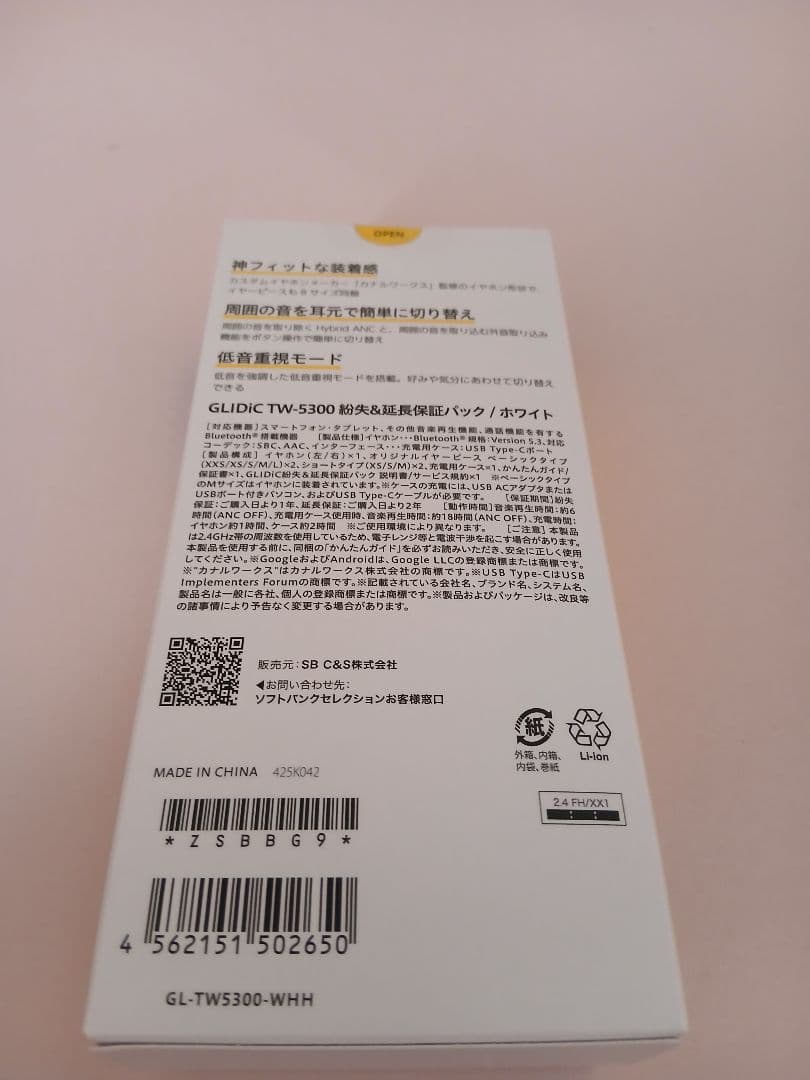 OPEN
神フィットな装着感
カスタムイヤホンメーカー「カナルワークス」監修のイヤホン形状で、
イヤーピースも8サイズ同梱
周囲の音を耳元で簡単に切り替え
周囲の音を取り除く Hybrid ANC と、周囲の音を取り込む外音取り込み
機能をボタン操作で簡単に切り替え
低音重視モード
低音を強調した低音重視モードを搭載。好みや気分にあわせて切り替え
できる
GLIDiC TW-5300 紛失&延長保証パック / ホワイト
[対応機器]スマートフォン・タブレット、その他音楽再生機能、通話機能を有する
Bluetooth®搭載機器 [製品仕様]イヤホン・・・Bluetooth®規格：Version 5.3、対応
コーデック：SBC、AAC、インターフェース・・・充電用ケース：USB Type-Cポート
[製品構成] イヤホン(左/右)×1、オリジナルイヤーピース ベーシックタイプ
(XXS/XS/S/M/L)×2、ショートタイプ(XS/S/M)×2、充電用ケース×1、かんたんガイド/
保証書×1、GLIDiC紛失&延長保証パック 説明書/サービス規約×1 ※ベーシックタイプ
のMサイズはイヤホンに装着されています。※ケースの充電には、USB ACアダプタまたは
USBポート付きパソコン、およびUSB Type-Cケーブルが必要です。 [保証期間]紛失
保証：ご購入日より1年、延長保証：ご購入日より2年 [動作時間]音楽再生時間：約6
時間(ANC OFF)、充電用ケース使用時、音楽再生時間：約18時間(ANC OFF)、充電時間：
イヤホン約1時間、ケース約2時間 ※ご使用環境により異なります。 [ご注意] 本製品
は2.4GHz帯の周波数を使用しているため、電子レンジ等と電波干渉を起こす場合があります。
本製品を使用する前に、同梱の「かんたんガイド」を必ずお読みいただき、安全に正しく使用
してください。※GoogleおよびAndroidは、Google LLCの登録商標または商標です。
※“カナルワークス”はカナルワークス株式会社の商標です。※USB Type-CはUSB
Implementers Forumの商標です。※記載されている会社名、ブランド名、システム名、
製品名は一般に各社、個人の登録商標または商標です。※製品およびパッケージは、改良等
の諸事情により予告なく変更する場合があります。
販売元：SB C&S株式会社
◀お問い合わせ先：
ソフトバンクセレクションお客様窓口
紙
外箱、内箱、
内袋、巻紙
Li-ion
MADE IN CHINA 425K042
2.4 FH/XX1
* Z S B B G 9 *
4 562151 502650
GL-TW5300-WHH